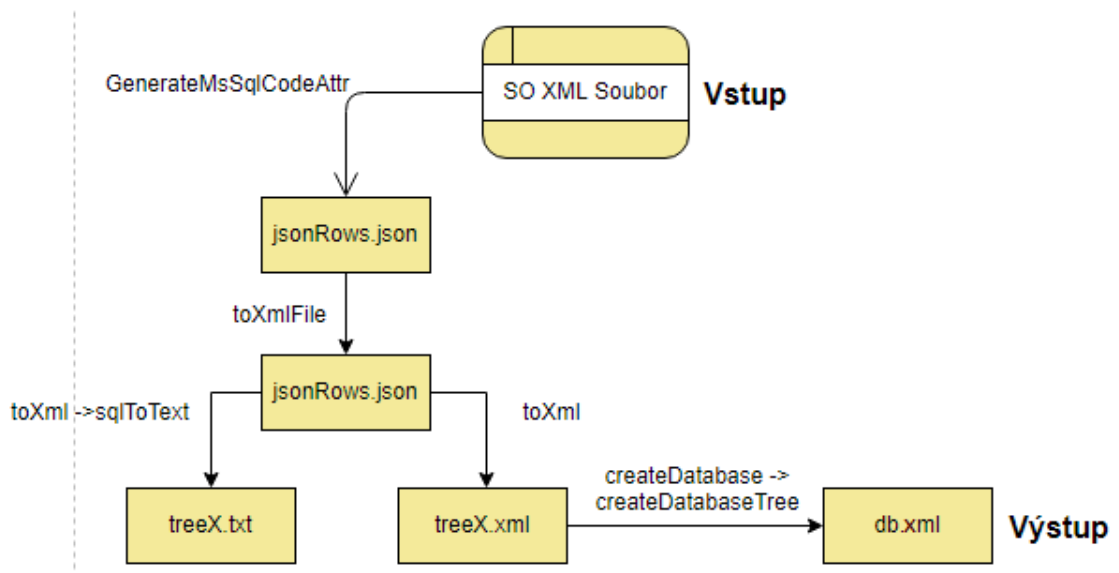 GenerateMsSqlCodeAttr
SO XML Soubor
Vstup
jsonRows.json
toXmlFile
jsonRows.json
toXml ->sqlToText
toXml
createDatabase ->
createDatabaseTree
treeX.txt
treeX.xml
db.xml
Výstup